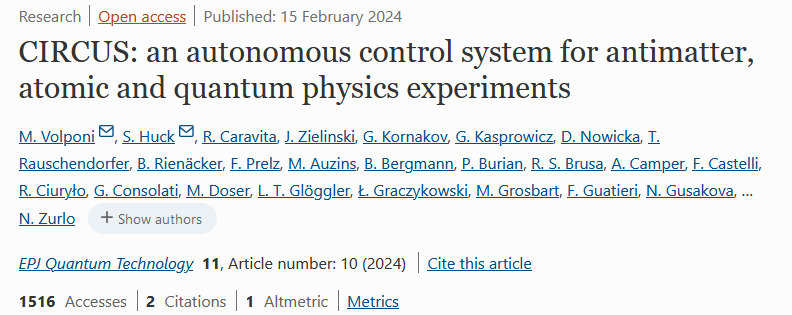 Research | Open access | Published: 15 February 2024
CIRCUS: an autonomous control system for antimatter,
atomic and quantum physics experiments
M. Volponi, S. Huck, R. Caravita, J. Zielinski, G. Kornakov, G. Kasprowicz, D. Nowicka, T.
Rauschendorfer, B. Rienäcker, F. Prelz, M. Auzins, B. Bergmann, P. Burian, R. S. Brusa, A. Camper, F. Castelli,
R. Ciuryło, G. Consolati, M. Doser, L. T. Glöggler, Ł. Graczykowski, M. Grosbart, F. Guatieri, N. Gusakova, ...
N. Zurlo + Show authors
EPJ Quantum Technology 11, Article number: 10 (2024) | Cite this article
1516 Accesses | 2 Citations | 1 Altmetric | Metrics